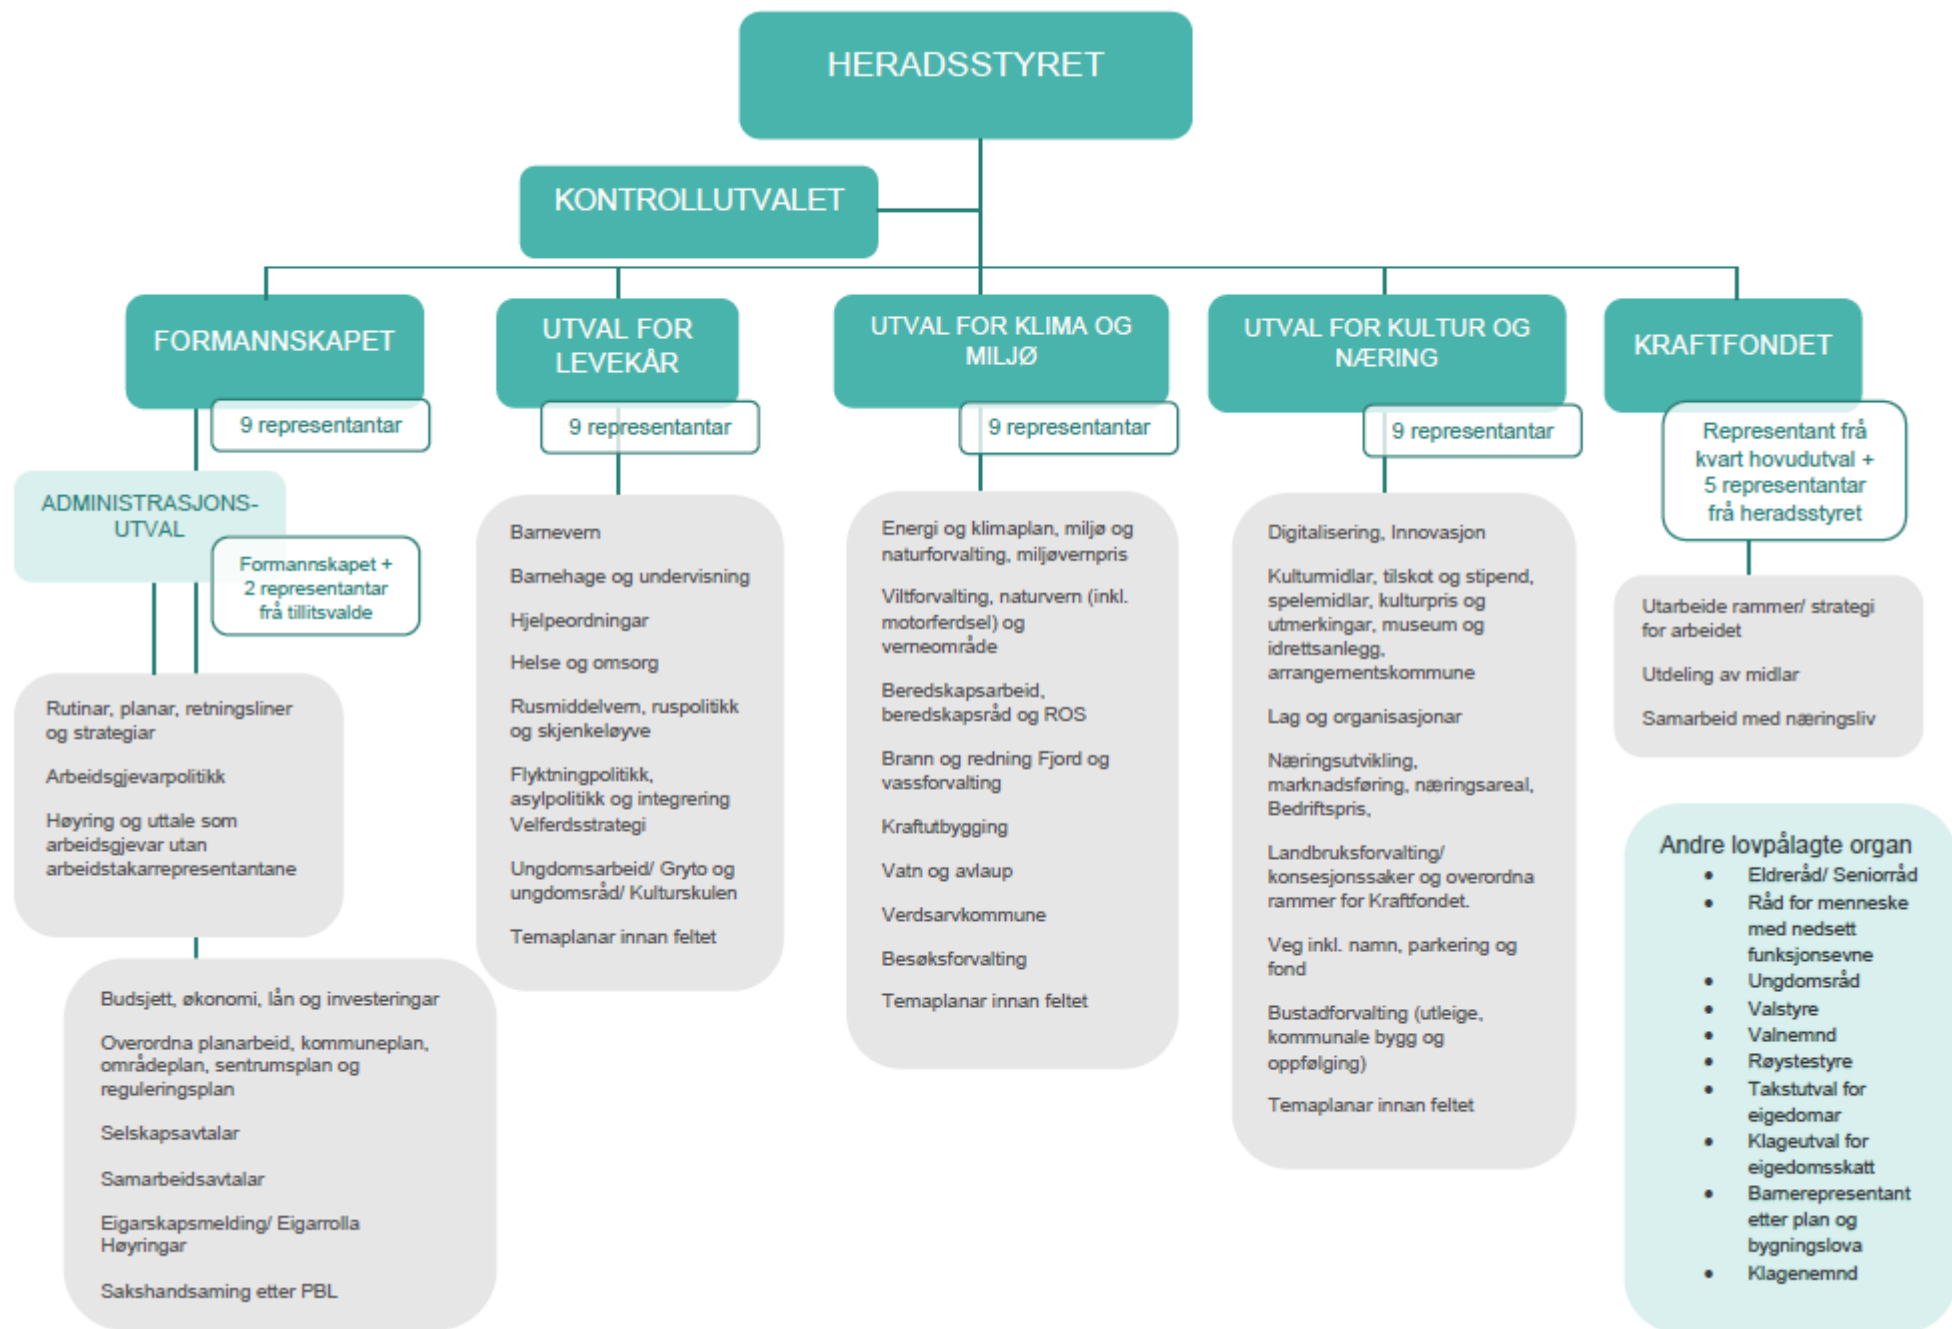 HERADSSTYRET
KONTROLLUTVALET
FORMANNSKAPET
9 representantar
ADMINISTRASJONS-
UTVAL
Formannskapet +
2 representantar
frå tillitsvalde
Rutinar, planar, retningsliner
og strategiar
Arbeidsgjevarpolitikk
Høyring og uttale som
arbeidsgjevar utan
arbeidstakarrepresentantane
Budsjett, økonomi, lån og investeringar
Overordna planarbeid, kommuneplan,
områdeplan, sentrumsplan og
reguleringsplan
Selskapsavtalar
Samarbeidsavtalar
Eigarskapsmelding/ Eigarrolla
Høyringar
Sakshandsaming etter PBL
UTVAL FOR
LEVEKÅR
9 representantar
Barnevern
Barnehage og undervisning
Hjelpeordningar
Helse og omsorg
Rusmiddelvern, ruspolitikk
og skjenkeløyve
Flyktningpolitikk,
asylpolitikk og integrering
Velferdsstrategi
Ungdomsarbeid/ Gryto og
ungdomsråd/ Kulturskulen
Temaplanar innan feltet
UTVAL FOR KLIMA OG
MILJØ
9 representantar
Energi og klimaplan, miljø og
naturforvalting, miljøvernpris
Viltforvalting, naturvern (inkl.
motorferdsel) og
verneområde
Beredskapsarbeid,
beredskapsråd og ROS
Brann og redning Fjord og
vassforvalting
Kraftutbygging
Vatn og avlaup
Verdsarvkommune
Besøksforvalting
Temaplanar innan feltet
UTVAL FOR KULTUR OG
NÆRING
9 representantar
Digitalisering, Innovasjon
Kulturmidlar, tilskot og stipend,
spelemidlar, kulturpris og
utmerkingar, museum og
idrettsanlegg,
arrangementskommune
Lag og organisasjonar
Næringsutvikling,
marknadsføring, næringsareal,
Bedriftspris,
Landbruksforvalting/
konsesjonssaker og overordna
rammer for Kraftfondet.
Veg inkl. namn, parkering og
fond
Bustadforvalting (utleige,
kommunale bygg og
oppfølging)
Temaplanar innan feltet
KRAFTFONDET
Representant frå
kvart hovudutval +
5 representantar
frå heradsstyret
Utarbeide rammer/ strategi
for arbeidet
Utdeling av midlar
Samarbeid med næringsliv
Andre lovpålagte organ
• Eldreråd/ Seniorråd
• Råd for menneske
med nedsett
funksjonsevne
• Ungdomsråd
• Valstyre
• Valnemnd
• Røystestyre
• Takstutval for
eigedomar
• Klageutval for
eigedomsskatt
• Barnerepresentant
etter plan og
bygningslova
• Klagenemnd